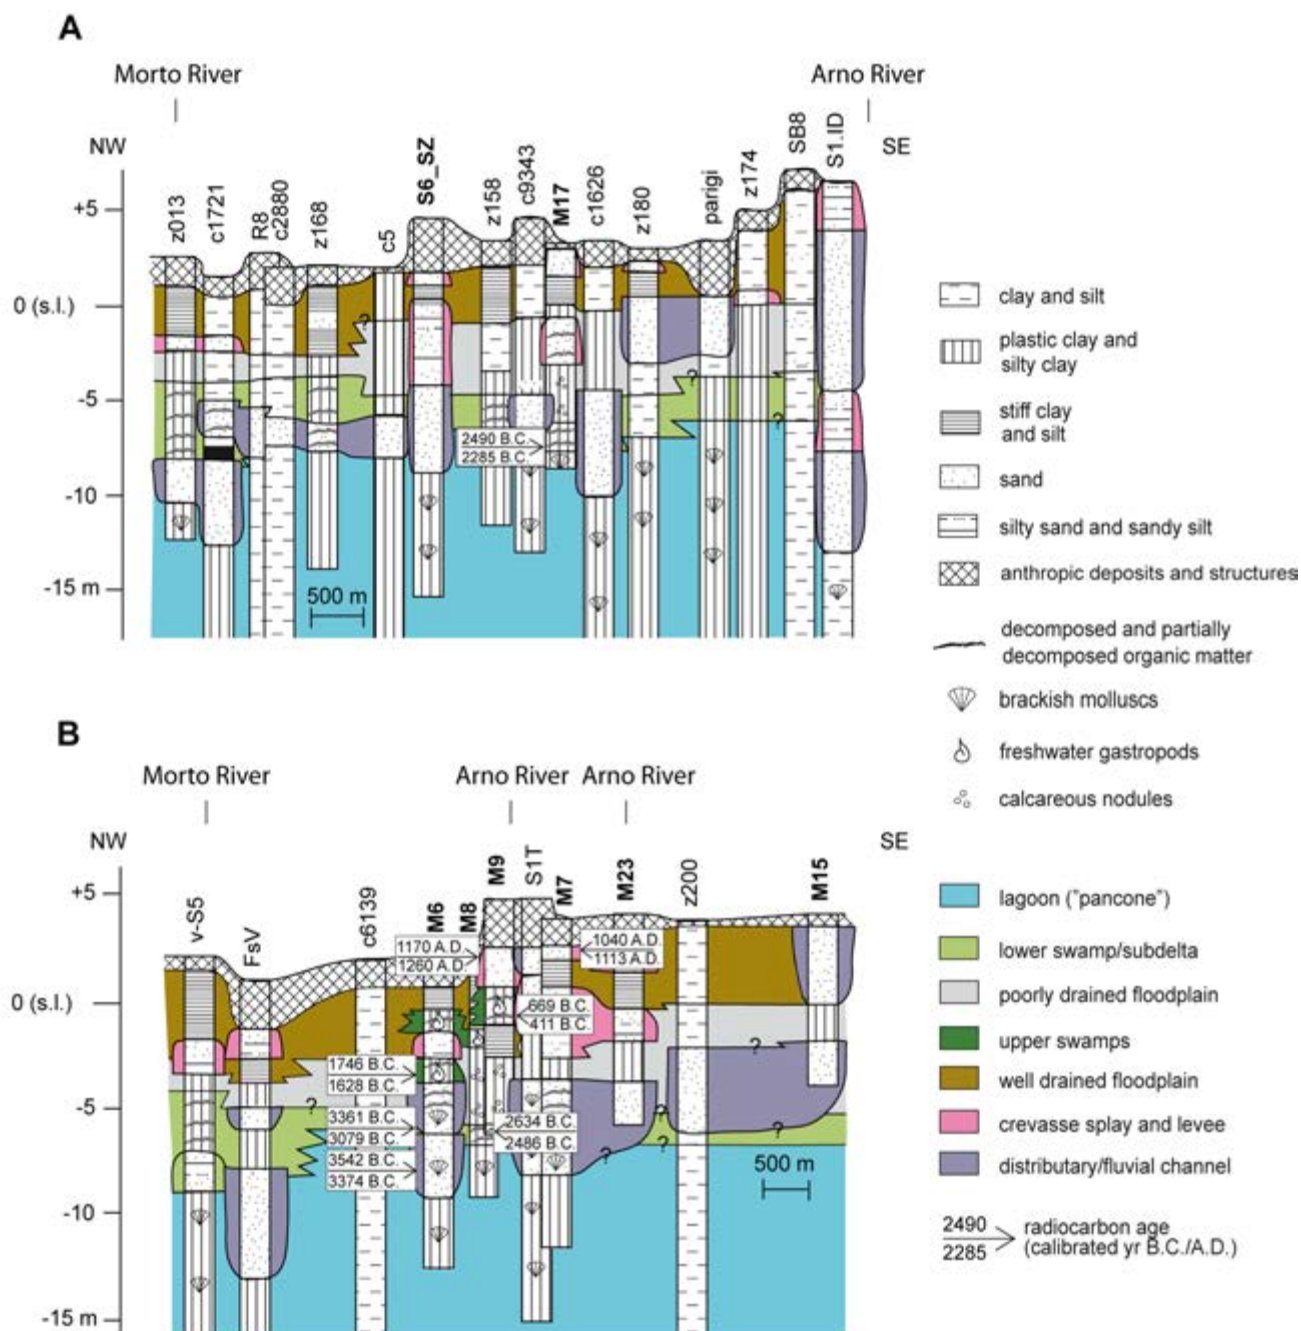 A
Morto River
Arno River
NW
SE
z013
c1721
R8
c2880
z168
c5
S6_SZ
z158
c9343
M17
c1626
z180
parigi
z174
SB8
S1.ID
+5
0 (s.l.)
-5
-10
-15 m
?
?
?
2490 B.C.
2285 B.C.
500 m
clay and silt
plastic clay and
silty clay
stiff clay
and silt
sand
silty sand and sandy silt
anthropic deposits and structures
decomposed and partially
decomposed organic matter
brackish molluscs
freshwater gastropods
calcareous nodules
B
Morto River
Arno River
Arno River
NW
SE
v-S5
FsV
c6139
M6
M8
M9
S1T
M7
M23
z200
M15
+5
0 (s.l.)
-5
-10
-15 m
1170 A.D.
1260 A.D.
1040 A.D.
1113 A.D.
669 B.C.
411 B.C.
1746 B.C.
1628 B.C.
3361 B.C.
3079 B.C.
2634 B.C.
2486 B.C.
3542 B.C.
3374 B.C.
?
?
?
?
?
?
500 m
lagoon ("pancone")
lower swamp/subdelta
poorly drained floodplain
upper swamps
well drained floodplain
crevasse splay and levee
distributary/fluvial channel
2490
2285
radiocarbon age
(calibrated yr B.C./A.D.)